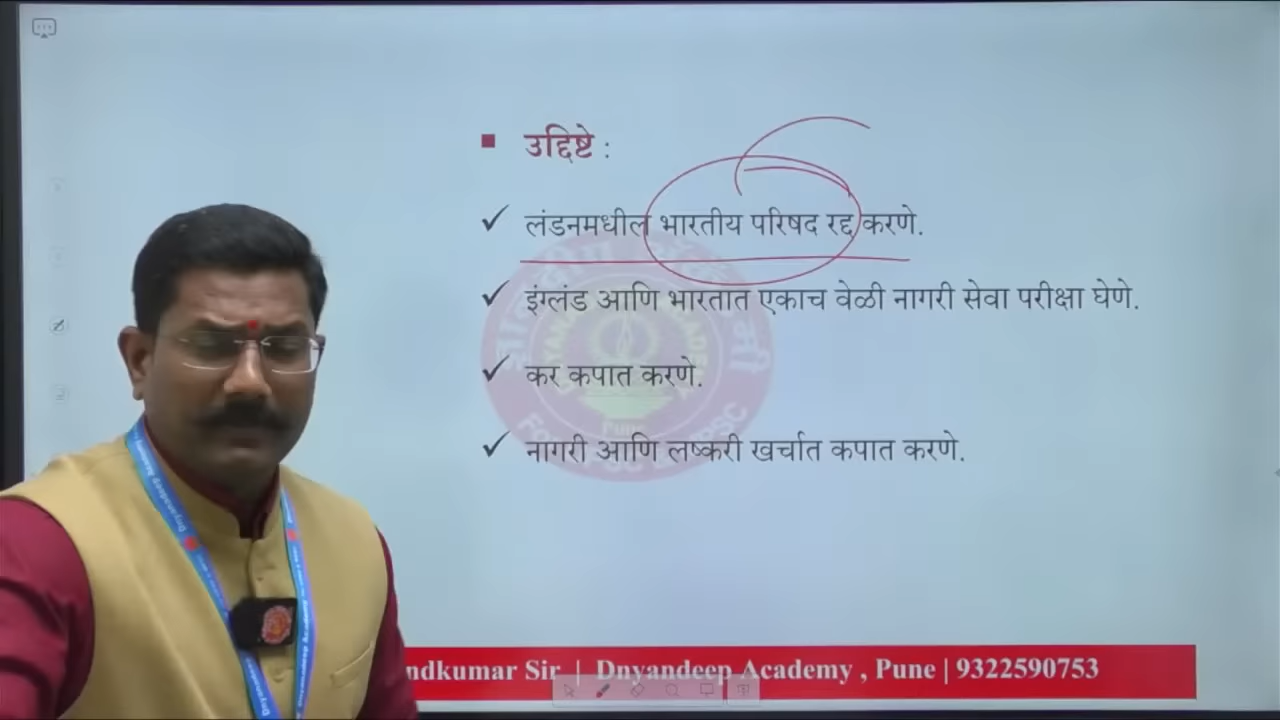 उद्दिष्टे :
लंडनमधील भारतीय परिषद रद्द करणे.
इंग्लंड आणि भारतात एकाच वेळी नागरी सेवा परीक्षा घेणे.
कर कपात करणे.
नागरी आणि लष्करी खर्चात कपात करणे.
ndkumar Sir | Dnyandeep Academy , Pune | 9322590753